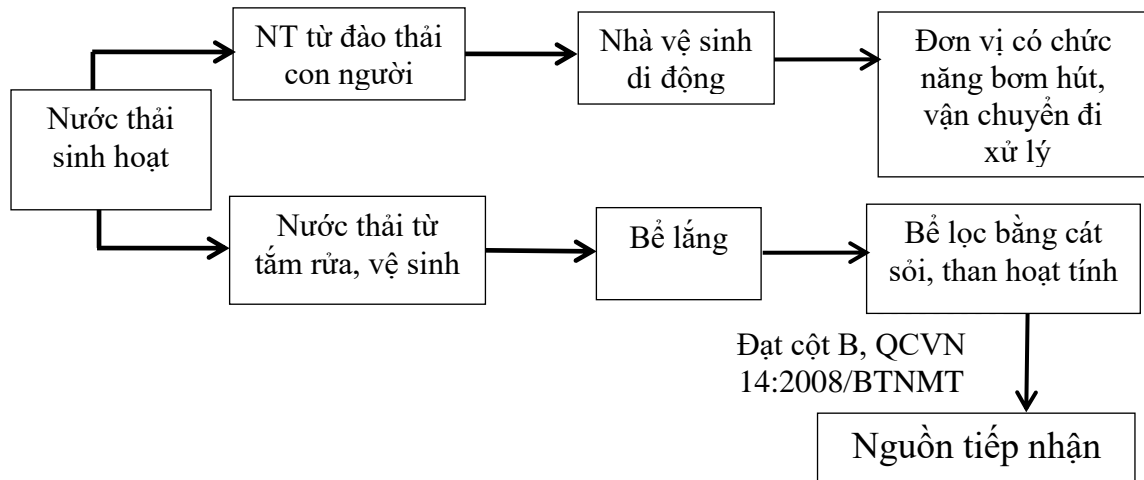 Nước thải
sinh hoạt
NT từ đào thải
con người
Nhà vệ sinh
di động
Đơn vị có chức
năng bơm hút,
vận chuyển đi
xử lý
Nước thải từ
tắm rửa, vệ sinh
Bể lắng
Bể lọc bằng cát
sỏi, than hoạt tính
Đạt cột B, QCVN
14:2008/BTNMT
Nguồn tiếp nhận